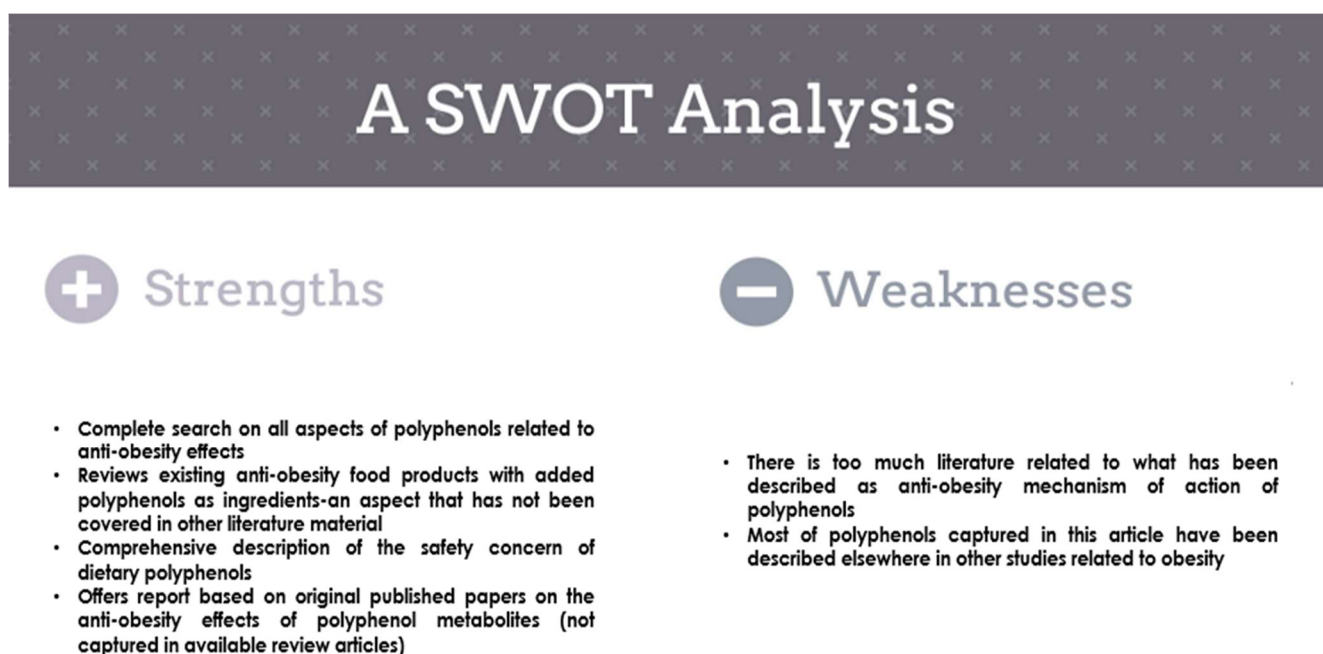 A SWOT Analysis
Strengths
• Complete search on all aspects of polyphenols related to
anti-obesity effects
• Reviews existing anti-obesity food products with added
polyphenols as ingredients-an aspect that has not been
covered in other literature material
• Comprehensive description of the safety concern of
dietary polyphenols
• Offers report based on original published papers on the
anti-obesity effects of polyphenol metabolites (not
captured in available review articles)
Weaknesses
• There is too much literature related to what has been
described as anti-obesity mechanism of action of
polyphenols
• Most of polyphenols captured in this article have been
described elsewhere in other studies related to obesity